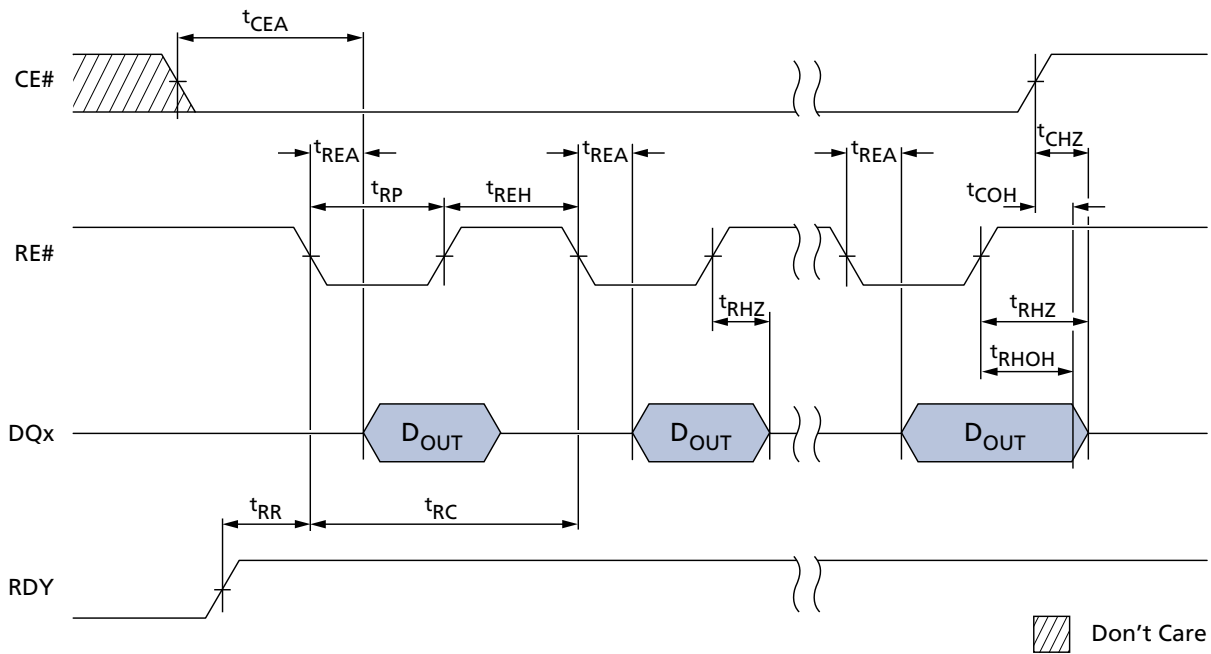 tCEA
CE#
tREA
tREA
tREA
tCHZ
tRP
tREH
tCOH
RE#
tRHZ
tRHZ
tRHOH
DQx
DOUT
DOUT
DOUT
tRR
tRC
RDY
Don't Care